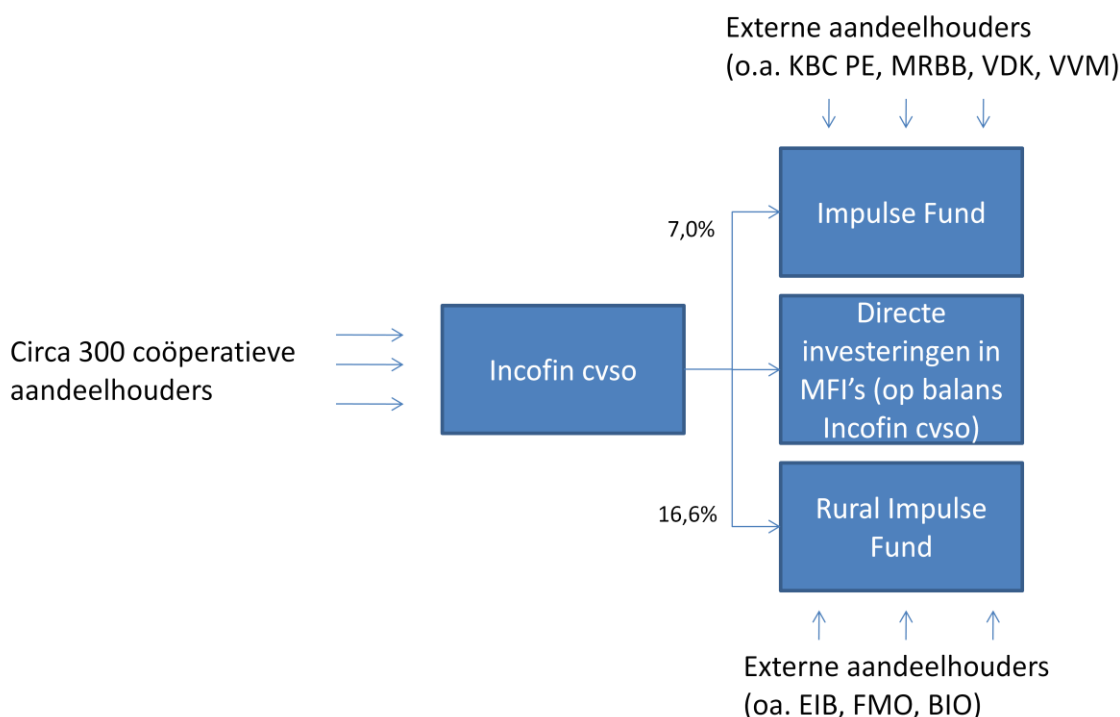 Externe aandeelhouders
(o.a. KBC PE, MRBB, VDK, VVM)
Impulse Fund
7,0%
Directe
investeringen in
MFI's (op balans
Incofin cvso)
Circa 300 coöperatieve
aandeelhouders
Incofin cvso
16,6%
Rural Impulse
Fund
Externe aandeelhouders
(oa. EIB, FMO, BIO)